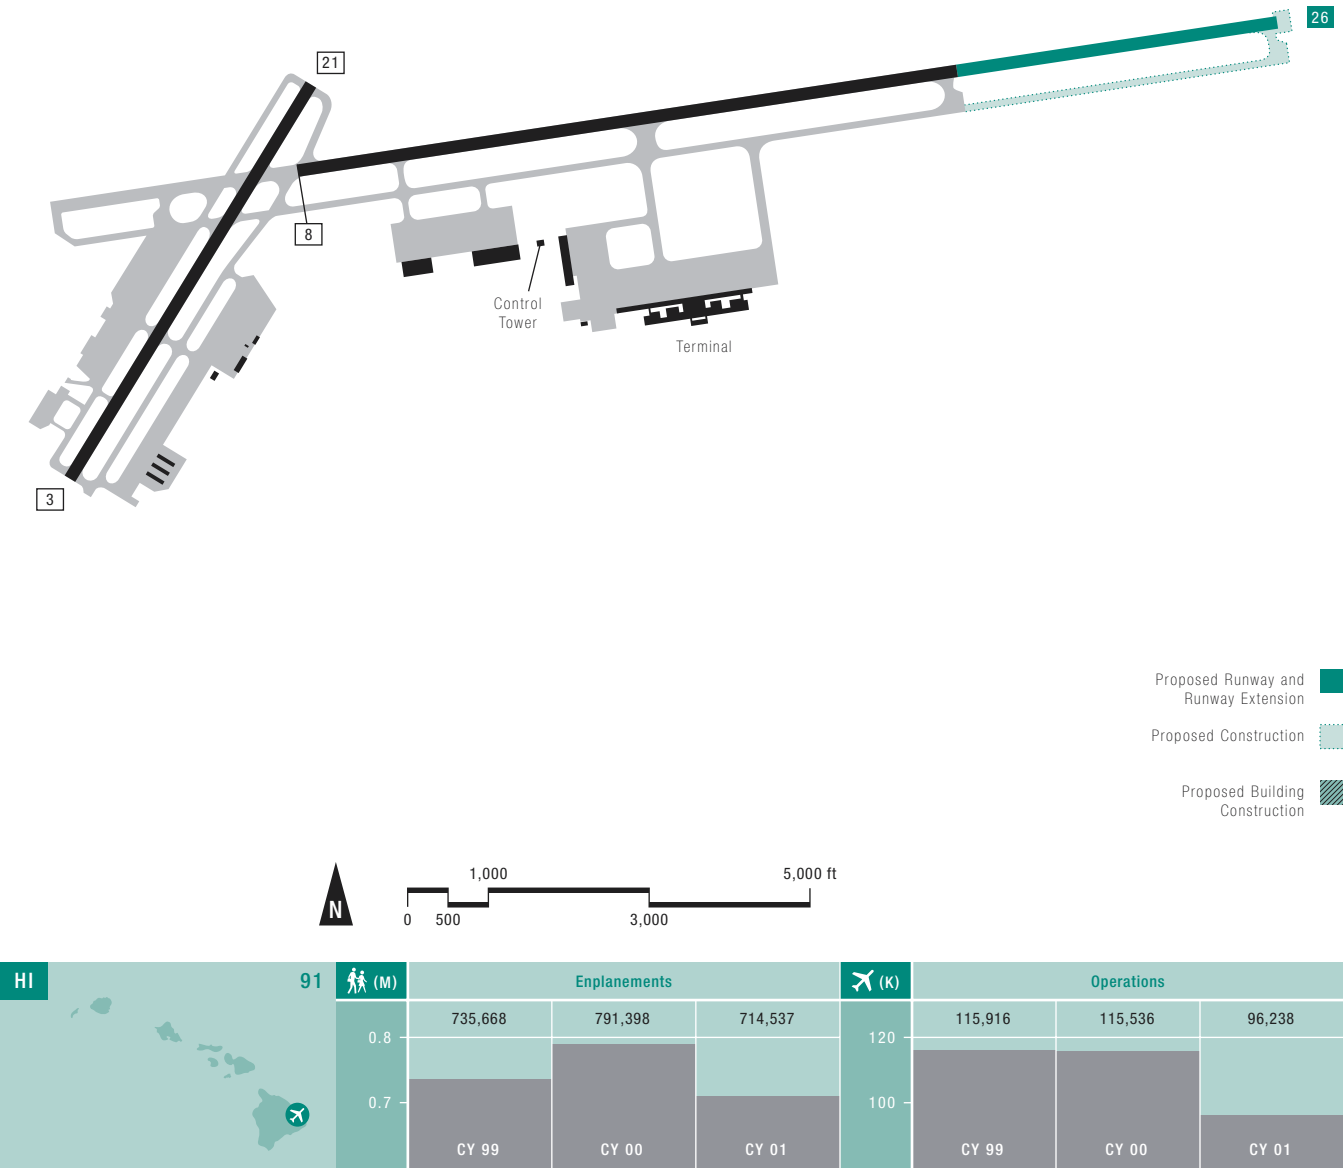 26
21
8
Control
Tower
Terminal
3
Proposed Runway and
Runway Extension
Proposed Construction
Proposed Building
Construction
N
1,000
5,000 ft
0
500
3,000
HI
91
(M)
Enplanements
(K)
Operations
735,668
791,398
714,537
115,916
115,536
96,238
0.8
120
0.7
100
CY 99
CY 00
CY 01
CY 99
CY 00
CY 01